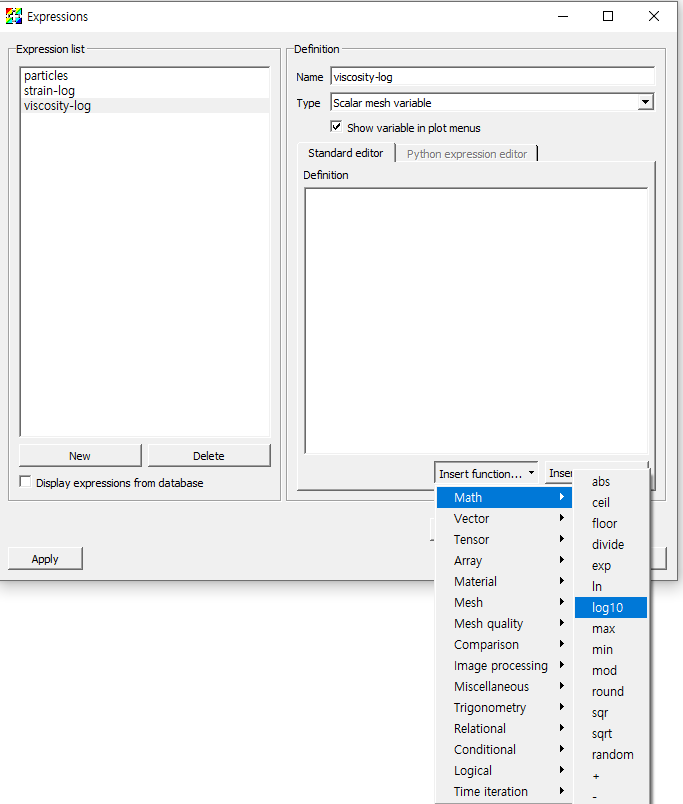 Expressions
Expression list
particles
strain-log
viscosity-log
New
Delete
Display expressions from database
Apply
Definition
Name
viscosity-log
Type
Scalar mesh variable
Show variable in plot menus
Standard editor
Python expression editor
Definition
Insert function...
Math
Vector
Tensor
Array
Material
Mesh
Mesh quality
Comparison
Image processing
Miscellaneous
Trigonometry
Relational
Conditional
Logical
Time iteration
abs
ceil
floor
divide
exp
ln
log10
max
min
mod
round
sqr
sqrt
random
+
-